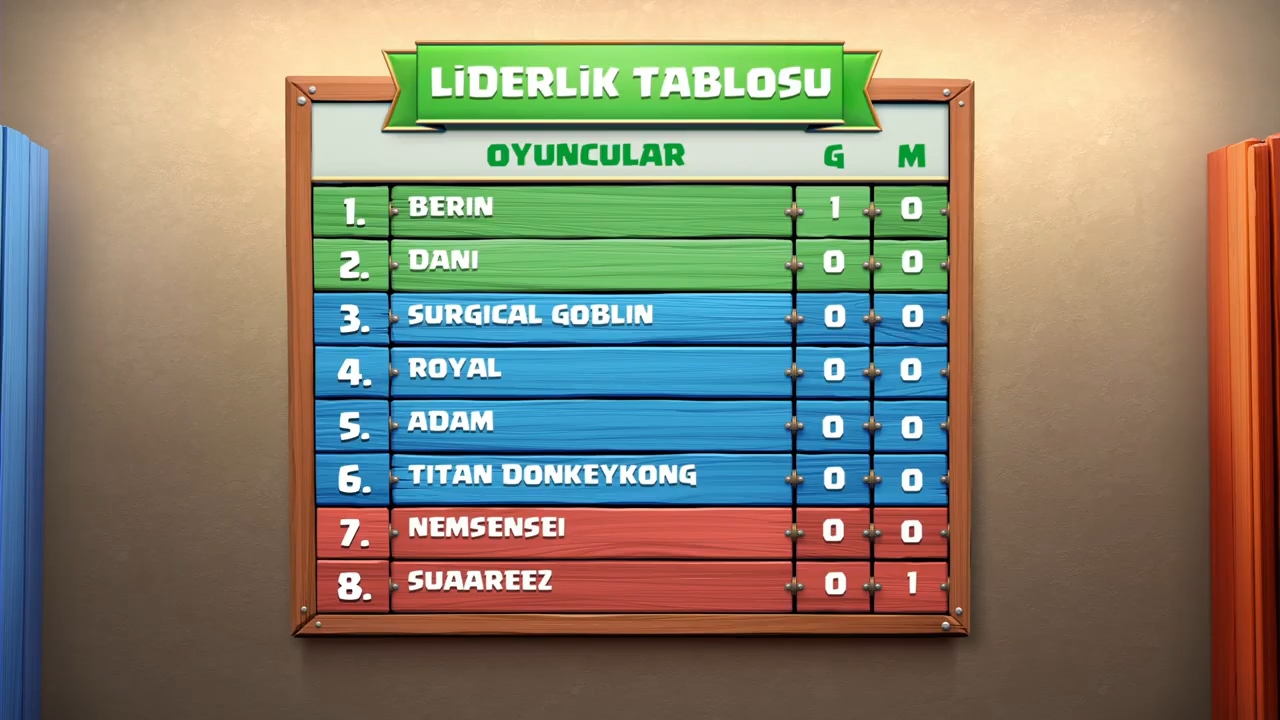 LİDERLİK TABLOSU
OYUNCULAR G M
1. BERIN 1 0
2. DANI 0 0
3. SURGICAL GOBLIN 0 0
4. ROYAL 0 0
5. ADAM 0 0
6. TITAN DONKEYKONG 0 0
7. NEMSENSEI 0 0
8. SUAAREEZ 0 1